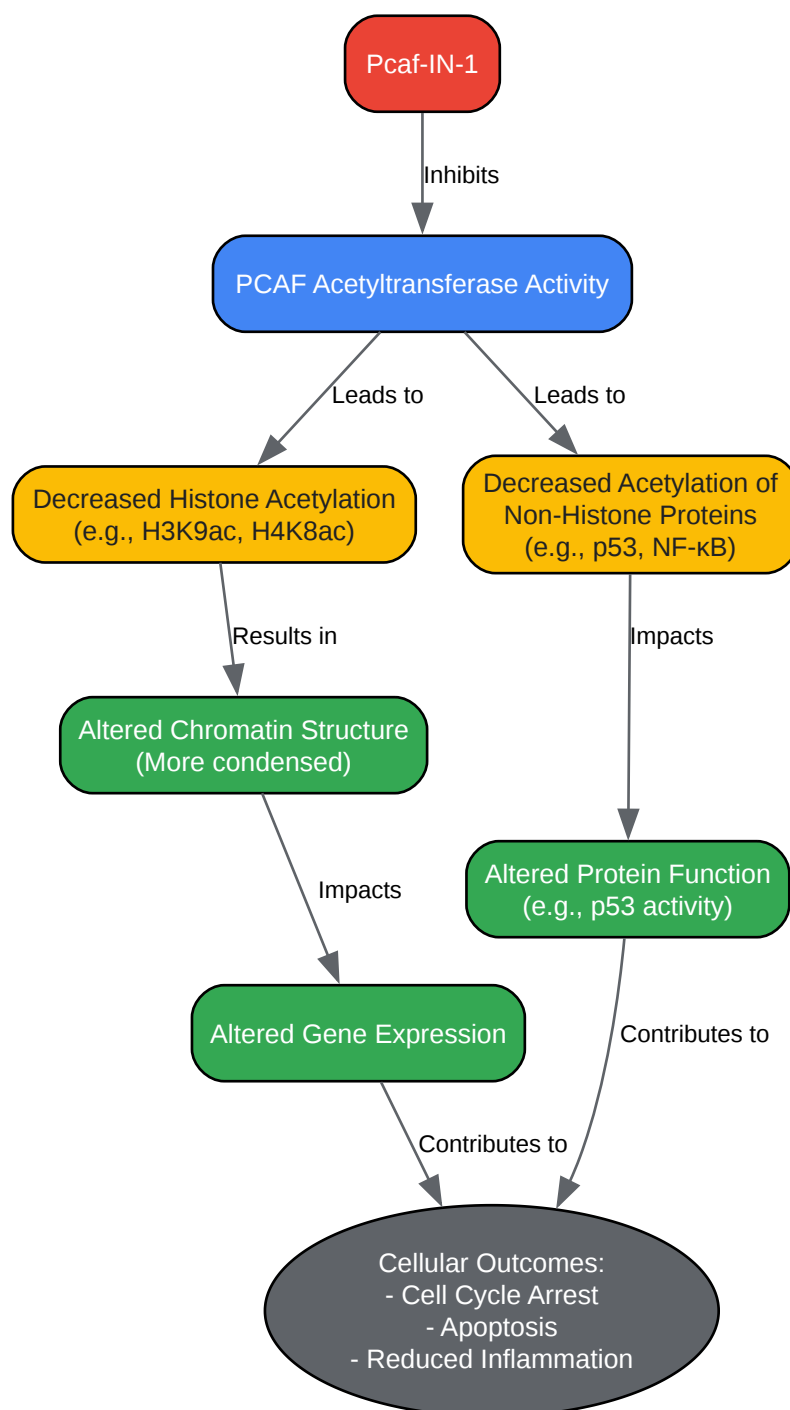 Pcaf-IN-1
Inhibits
PCAF Acetyltransferase Activity
Leads to
Leads to
Decreased Histone Acetylation
(e.g., H3K9ac, H4K8ac)
Decreased Acetylation of
Non-Histone Proteins
(e.g., p53, NF-κB)
Results in
Impacts
Altered Chromatin Structure
(More condensed)
Altered Protein Function
(e.g., p53 activity)
Impacts
Altered Gene Expression
Contributes to
Contributes to
Cellular Outcomes:
- Cell Cycle Arrest
- Apoptosis
- Reduced Inflammation